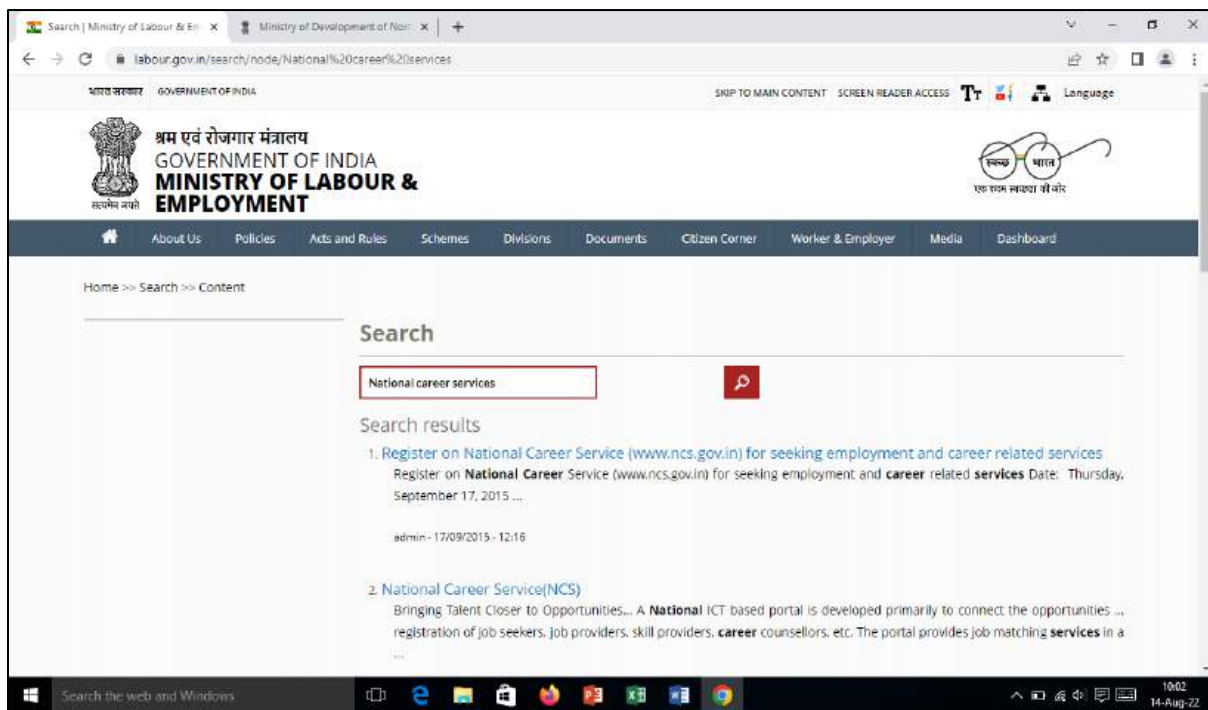 Search | Ministry of Labour & Em
Ministry of Development of Nor
labour.gov.in/search/node/National%20career%20services
भारत सरकार GOVERNMENT OF INDIA
SKIP TO MAIN CONTENT SCREEN READER ACCESS TT Language
श्रम एवं रोजगार मंत्रालय
GOVERNMENT OF INDIA
MINISTRY OF LABOUR &
EMPLOYMENT
सत्यमेव जयते
स्वच्छ भारत
एक कदम स्वच्छता की ओर
About Us Policies Acts and Rules Schemes Divisions Documents Citizen Corner Worker & Employer Media Dashboard
Home >> Search >> Content
Search
National career services
Search results
1. Register on National Career Service (www.ncs.gov.in) for seeking employment and career related services
Register on National Career Service (www.ncs.gov.in) for seeking employment and career related services Date: Thursday,
September 17, 2015 ...
admin - 17/09/2015 - 12:16
2. National Career Service(NCS)
Bringing Talent Closer to Opportunities... A National ICT based portal is developed primarily to connect the opportunities ...
registration of job seekers, job providers, skill providers, career counsellors, etc. The portal provides job matching services in a
...
Search the web and Windows
10:02
14-Aug-22